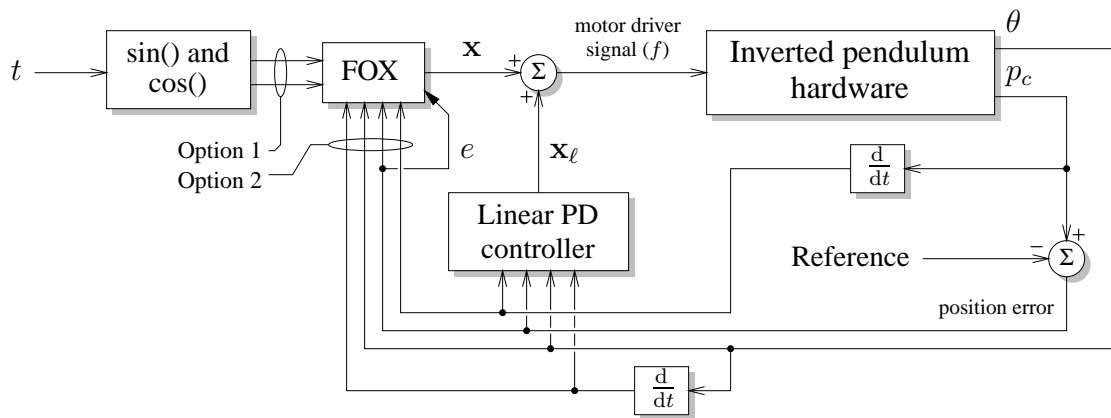 t
sin() and
cos()
FOX
x
Σ
+
+
motor driver
signal (f)
Inverted pendulum
hardware
θ
p_c
Option 1
Option 2
e
x_ℓ
d
dt
Linear PD
controller
Reference
−
+
Σ
position error
d
dt